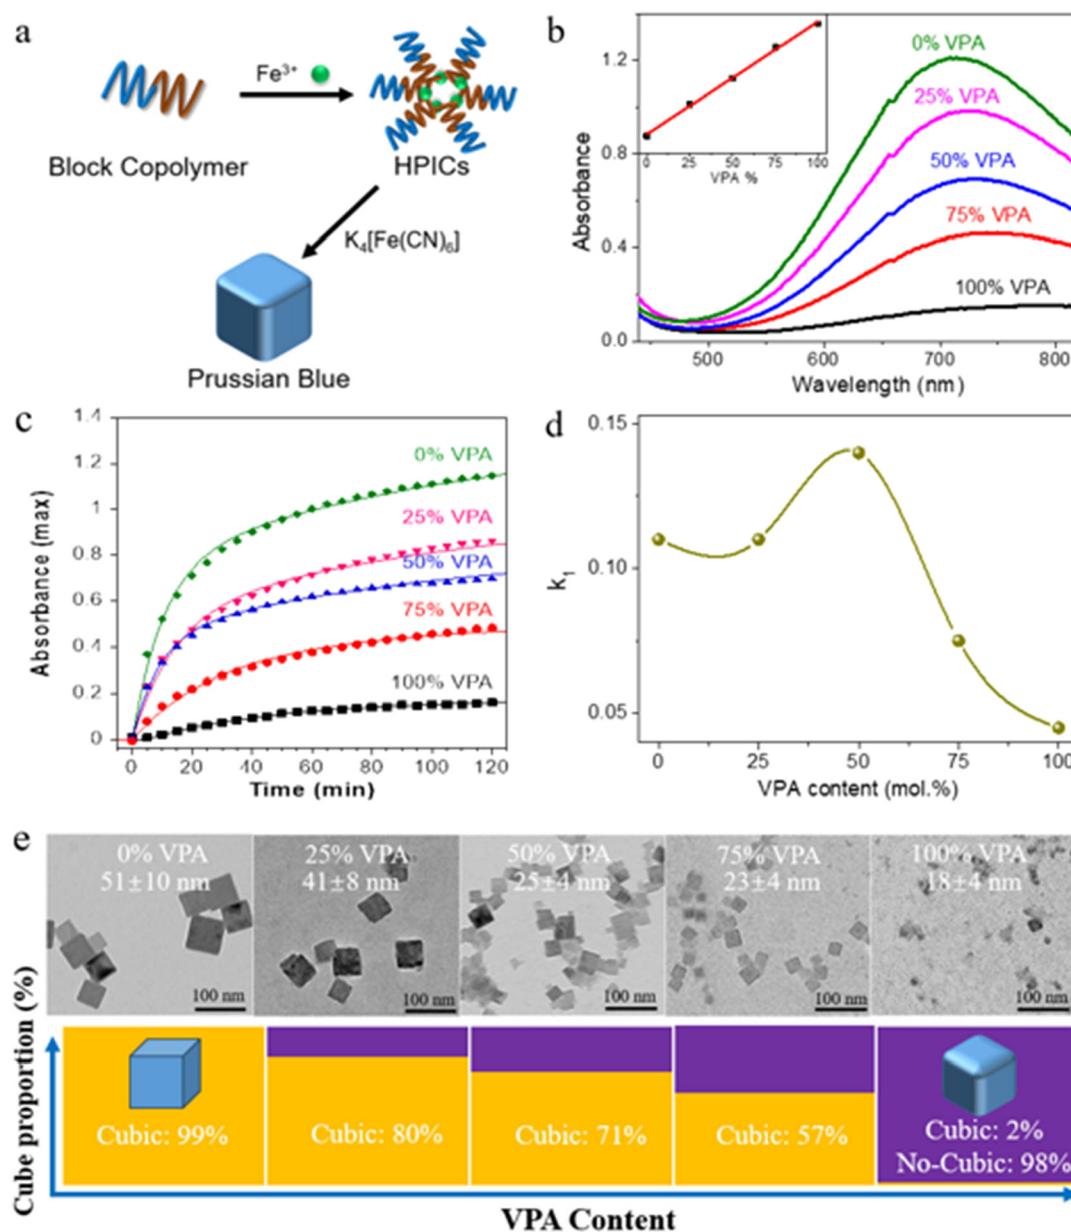 a
Fe³⁺
Block Copolymer
HPICs
K₄[Fe(CN)₆]
Prussian Blue
b
Absorbance
1.2
0.8
0.4
0.0
500
600
700
800
Wavelength (nm)
0% VPA
25% VPA
50% VPA
75% VPA
100% VPA
0
25
50
75
100
VPA %
c
Absorbance (max)
1.4
1.2
1
0.8
0.6
0.4
0.2
0
0
20
40
60
80
100
120
Time (min)
0% VPA
25% VPA
50% VPA
75% VPA
100% VPA
d
k₁
0.15
0.10
0.05
0
25
50
75
100
VPA content (mol.%)
e
0% VPA
51±10 nm
100 nm
25% VPA
41±8 nm
100 nm
50% VPA
25±4 nm
100 nm
75% VPA
23±4 nm
100 nm
100% VPA
18±4 nm
100 nm
Cube proportion (%)
Cubic: 99%
Cubic: 80%
Cubic: 71%
Cubic: 57%
Cubic: 2%
No-Cubic: 98%
VPA Content